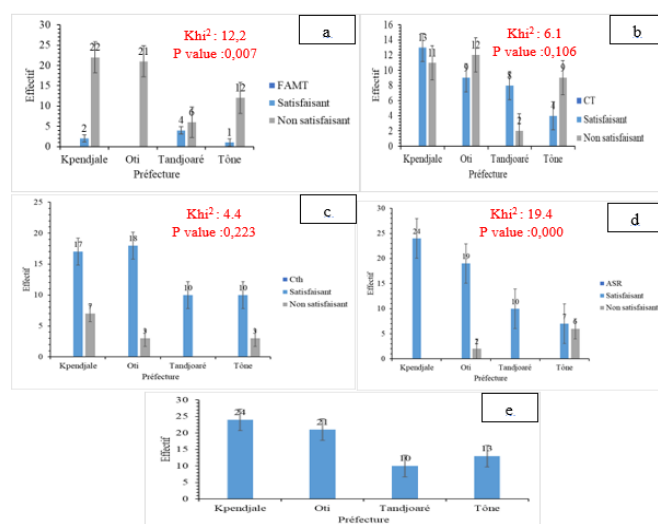 a.
Khi² : 12,2
P value :0,007
30
25
20
15
10
5
0
Effectif
2
22
21
4
6
1
12
FAMT
Satisfaisant
Non satisfaisant
Kpendjale Oti Tandjoaré Tône
Préfecture
b
Khi² : 6.1
P value :0,106
16
14
12
10
8
6
4
2
0
Effectif
13
11
9
12
8
2
4
9
CT
Satisfaisant
Non satisfaisant
Kpendjale Oti Tandjoaré Tône
Préfecture
c.
Khi² : 4.4
P value :0,223
25
20
15
10
5
0
Effectif
17
7
18
3
10
10
3
Cth
Satisfaisant
Non satisfaisant
Kpendjale Oti Tandjoaré Tône
Préfecture
d
Khi² : 19.4
P value :0,000
30
25
20
15
10
5
0
Effectif
24
19
2
10
7
6
ASR
Satisfaisant
Non satisfaisant
Kpendjale Oti Tandjoaré Tône
Préfecture
e.
30
25
20
15
10
5
0
Effectif
24
21
10
13
Kpendjale Oti Tandjoaré Tône
Préfecture